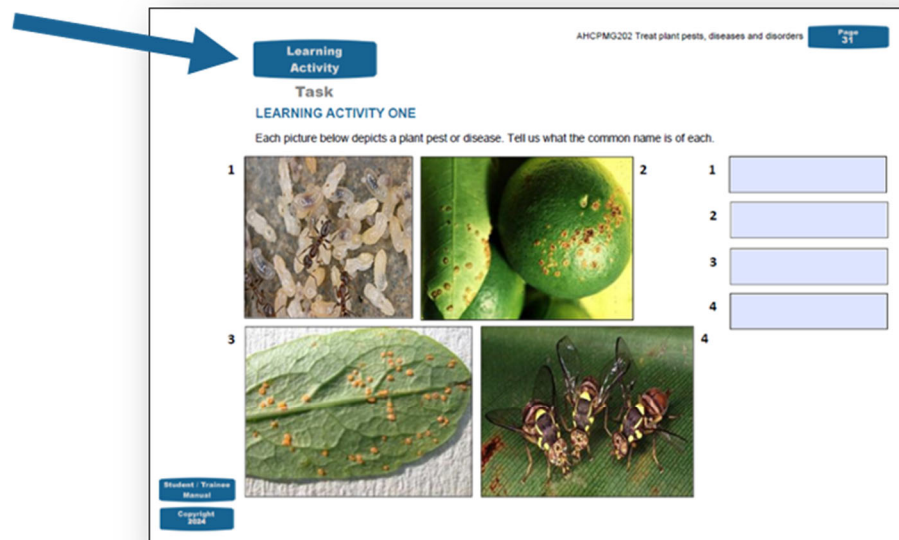 AHCPMG202 Treat plant pests, diseases and disorders
Page
31
Learning
Activity
Task
LEARNING ACTIVITY ONE
Each picture below depicts a plant pest or disease. Tell us what the common name is of each.
1
2
1
2
3
4
3
4
Student / Trainee
Manual
Copyright
2024